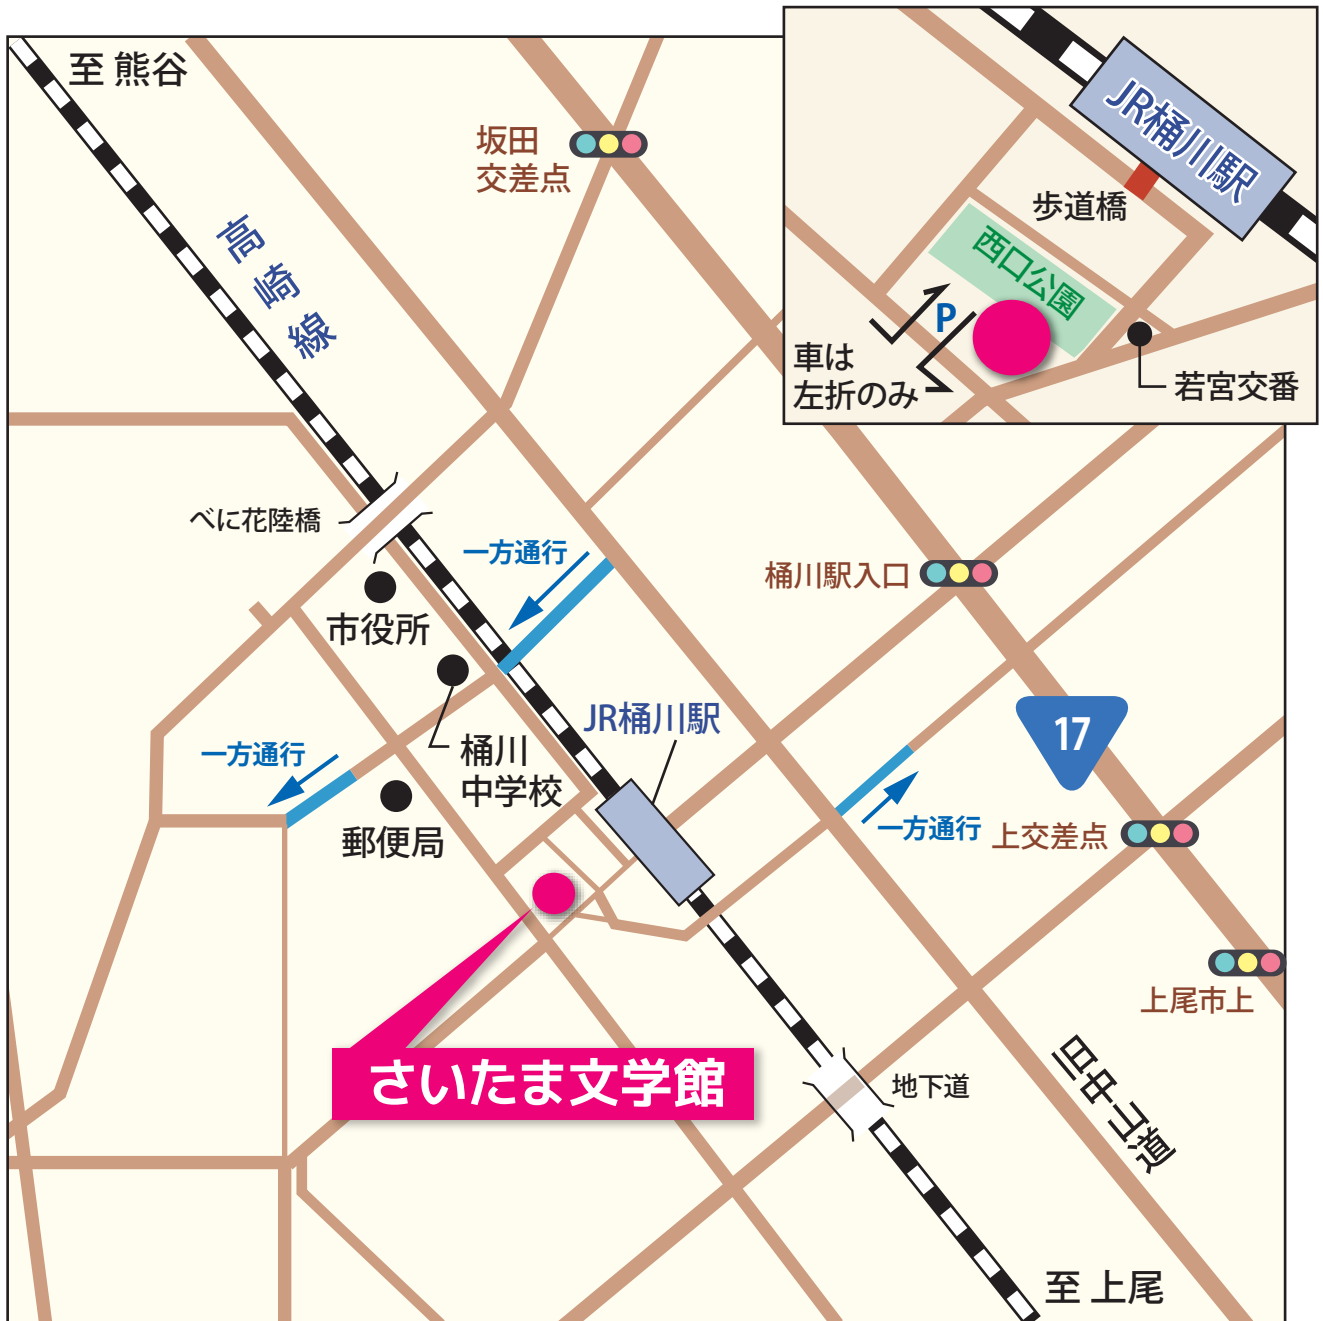 至 熊谷
高崎線
坂田
交差点
JR桶川駅
歩道橋
西口公園
P
車は
左折のみ
若宮交番
べに花陸橋
一方通行
市役所
桶川駅入口
桶川
中学校
JR桶川駅
一方通行
郵便局
17
一方通行
上交差点
上尾市上
さいたま文学館
地下道
旧中山道
至 上尾